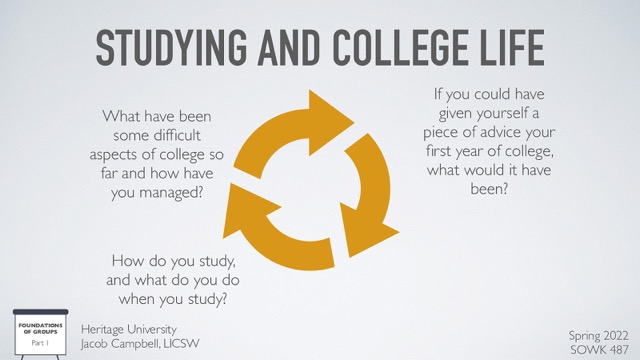 STUDYING AND COLLEGE LIFE
What have been
some difficult
aspects of college so
far and how have
you managed?
If you could have
given yourself a
piece of advice your
first year of college,
what would it have
been?
How do you study,
and what do you do
when you study?
FOUNDATIONS
OF GROUPS
Part 1
Heritage University
Jacob Campbell, LICSW
Spring 2022
SOWK 487